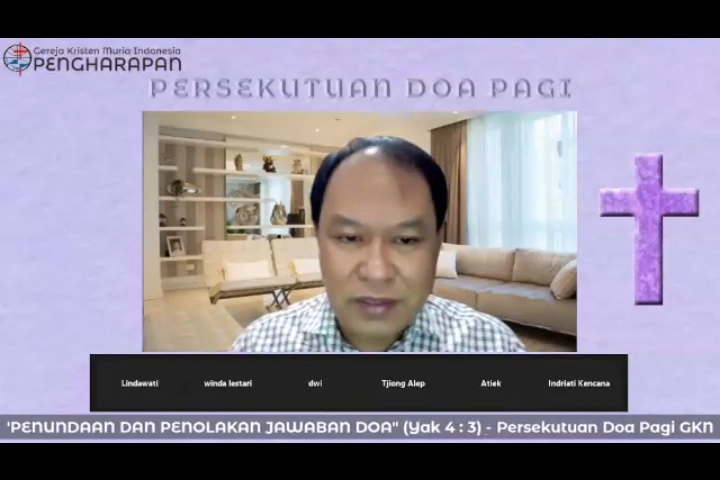 Gereja Kristen Muria Indonesia
PENGHARAPAN
PERSEKUTUAN DOA PAGI
Lindawati winda lestari dwi Tjiong Alep Atiek Indriati Kencana
'PENUNDAAN DAN PENOLAKAN JAWABAN DOA" (Yak 4 : 3) - Persekutuan Doa Pagi GKN